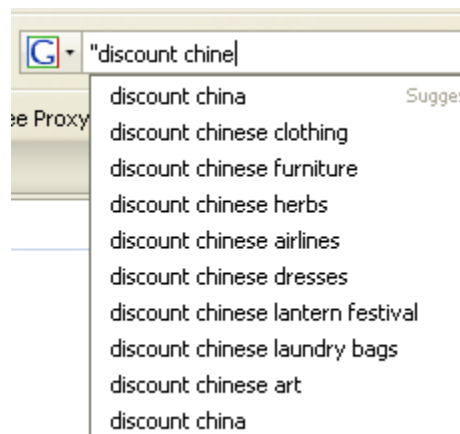 G "discount chine
discount china Sugges
ee Proxy
discount chinese clothing
discount chinese furniture
discount chinese herbs
discount chinese airlines
discount chinese dresses
discount chinese lantern festival
discount chinese laundry bags
discount chinese art
discount china